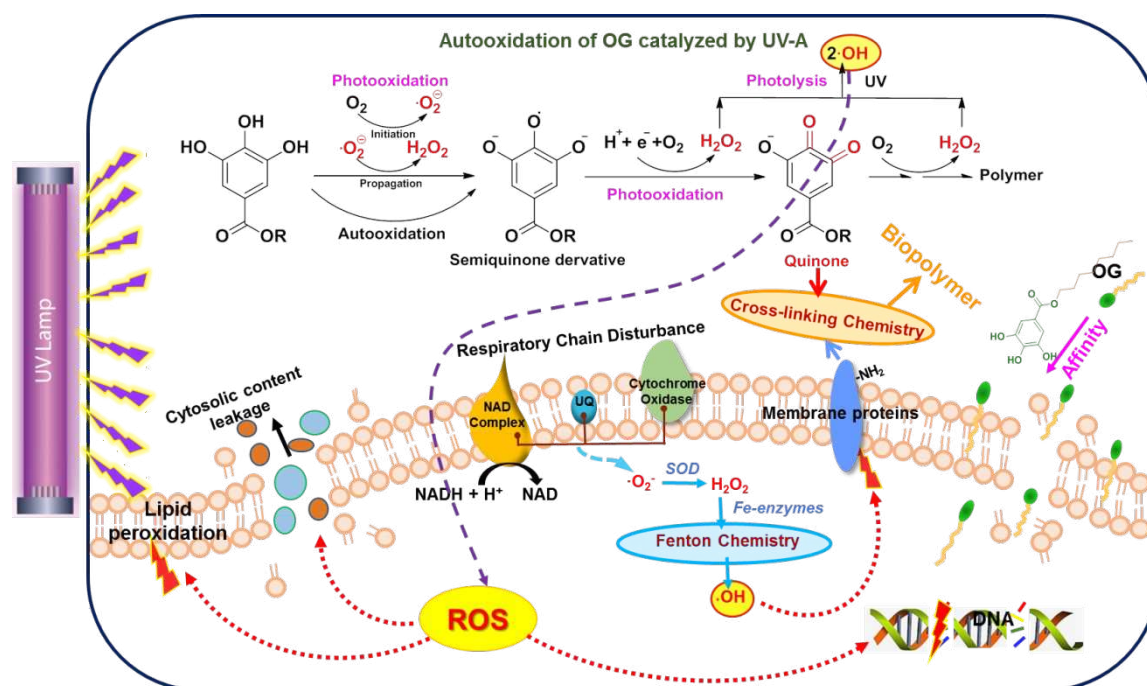 Autooxidation of OG catalyzed by UV-A
2·OH
Photooxidation
Photolysis
UV
O2
·O2⊖
Initiation
·O2⊖
H2O2
Propagation
Autooxidation
OH
HO
OH
O
OR
O·
-O
O-
O
OR
Semiquinone dervative
H+ + e- +O2
H2O2
Photooxidation
-O
O
O
O
OR
Quinone
O2
H2O2
Polymer
UV Lamp
Biopolymer
Cross-linking Chemistry
OG
O
O
HO
HO
OH
Affinity
Respiratory Chain Disturbance
Cytosolic content
leakage
NAD
Complex
UQ
Cytochrome
Oxidase
-NH2
Membrane proteins
NADH + H+
NAD
·O2-
SOD
H2O2
Fe-enzymes
Lipid
peroxidation
Fenton Chemistry
·OH
ROS
DNA